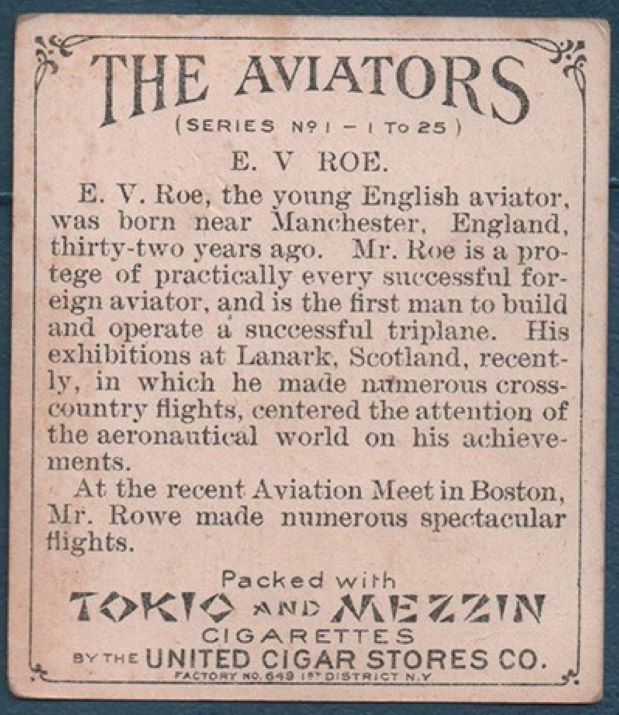 THE AVIATORS
(SERIES Nº 1 - 1 TO 25)
E. V ROE.
E. V. Roe, the young English aviator,
was born near Manchester, England,
thirty-two years ago. Mr. Roe is a pro-
tege of practically every successful for-
eign aviator, and is the first man to build
and operate a successful triplane. His
exhibitions at Lanark, Scotland, recent-
ly, in which he made numerous cross-
country flights, centered the attention of
the aeronautical world on his achieve-
ments.
At the recent Aviation Meet in Boston,
Mr. Rowe made numerous spectacular
flights.
Packed with
TOKIO AND MEZZIN
CIGARETTES
BY THE UNITED CIGAR STORES CO.
FACTORY NO. 649 1ST DISTRICT N.Y.